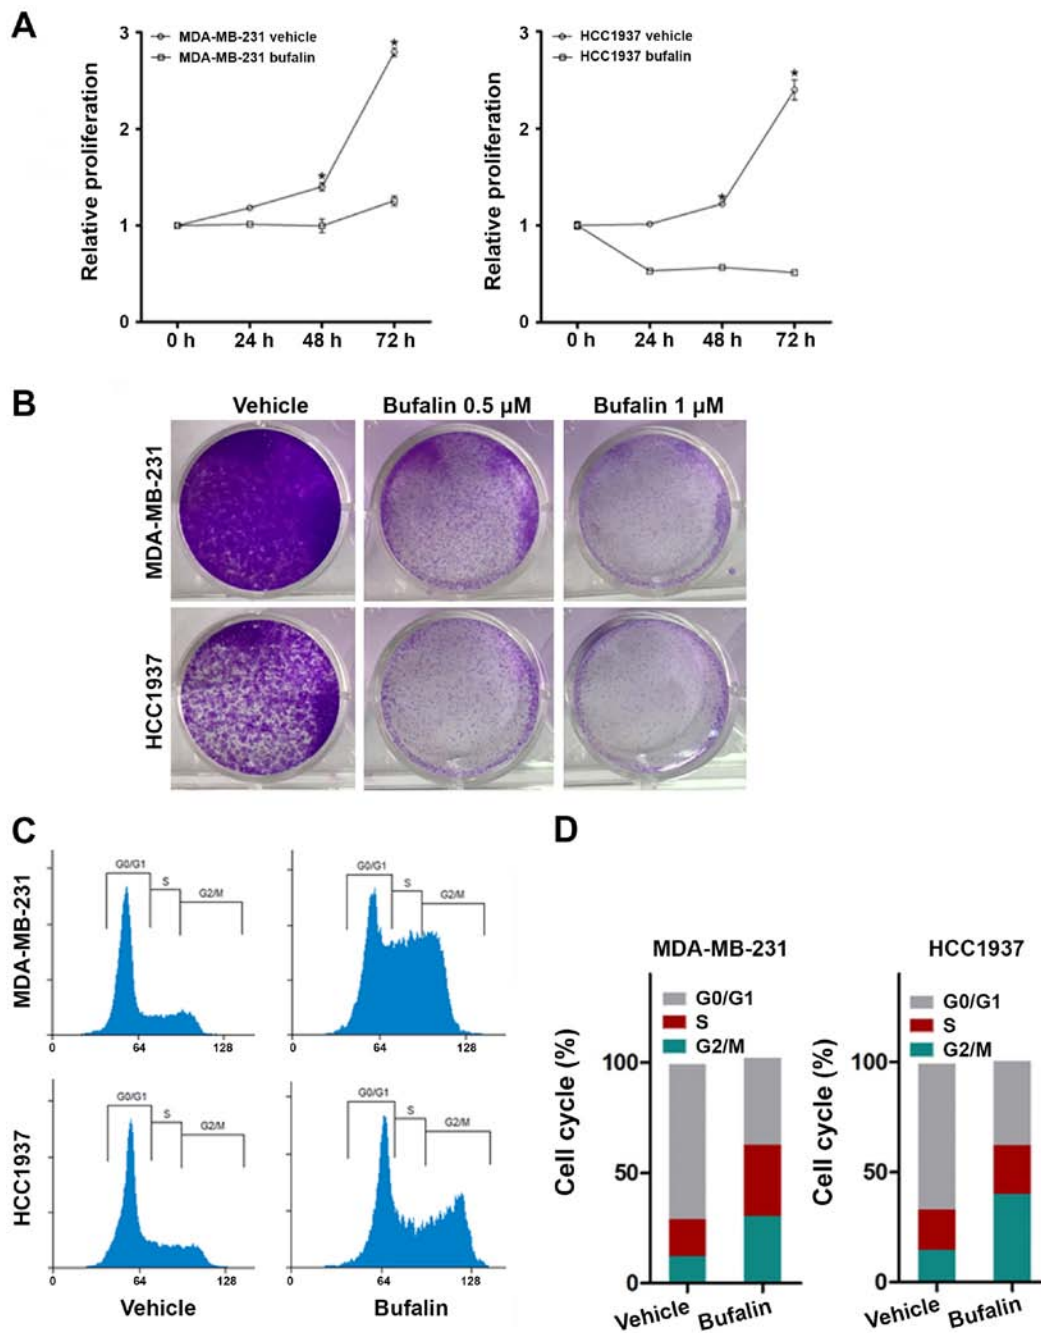 A
3
2
1
0
Relative proliferation
MDA-MB-231 vehicle
MDA-MB-231 bufalin
*
*
0 h 24 h 48 h 72 h
3
2
1
0
Relative proliferation
HCC1937 vehicle
HCC1937 bufalin
*
*
0 h 24 h 48 h 72 h
B
Vehicle Bufalin 0.5 µM Bufalin 1 µM
MDA-MB-231
HCC1937
C
MDA-MB-231
G0/G1
S
G2/M
0 64 128
G0/G1
S
G2/M
0 64 128
HCC1937
G0/G1
S
G2/M
0 64 128
G0/G1
S
G2/M
0 64 128
Vehicle Bufalin
D
MDA-MB-231
G0/G1
S
G2/M
Cell cycle (%)
100
50
0
Vehicle Bufalin
HCC1937
G0/G1
S
G2/M
Cell cycle (%)
100
50
0
Vehicle Bufalin